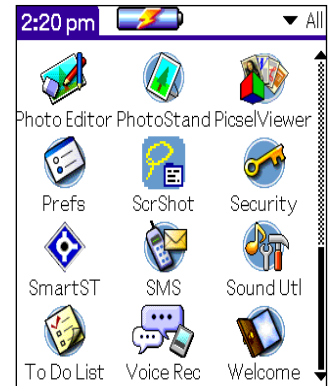 2:20 pm All
Photo Editor PhotoStand PicselViewer
Prefs ScrShot Security
SmartST SMS Sound Utl
To Do List Voice Rec Welcome